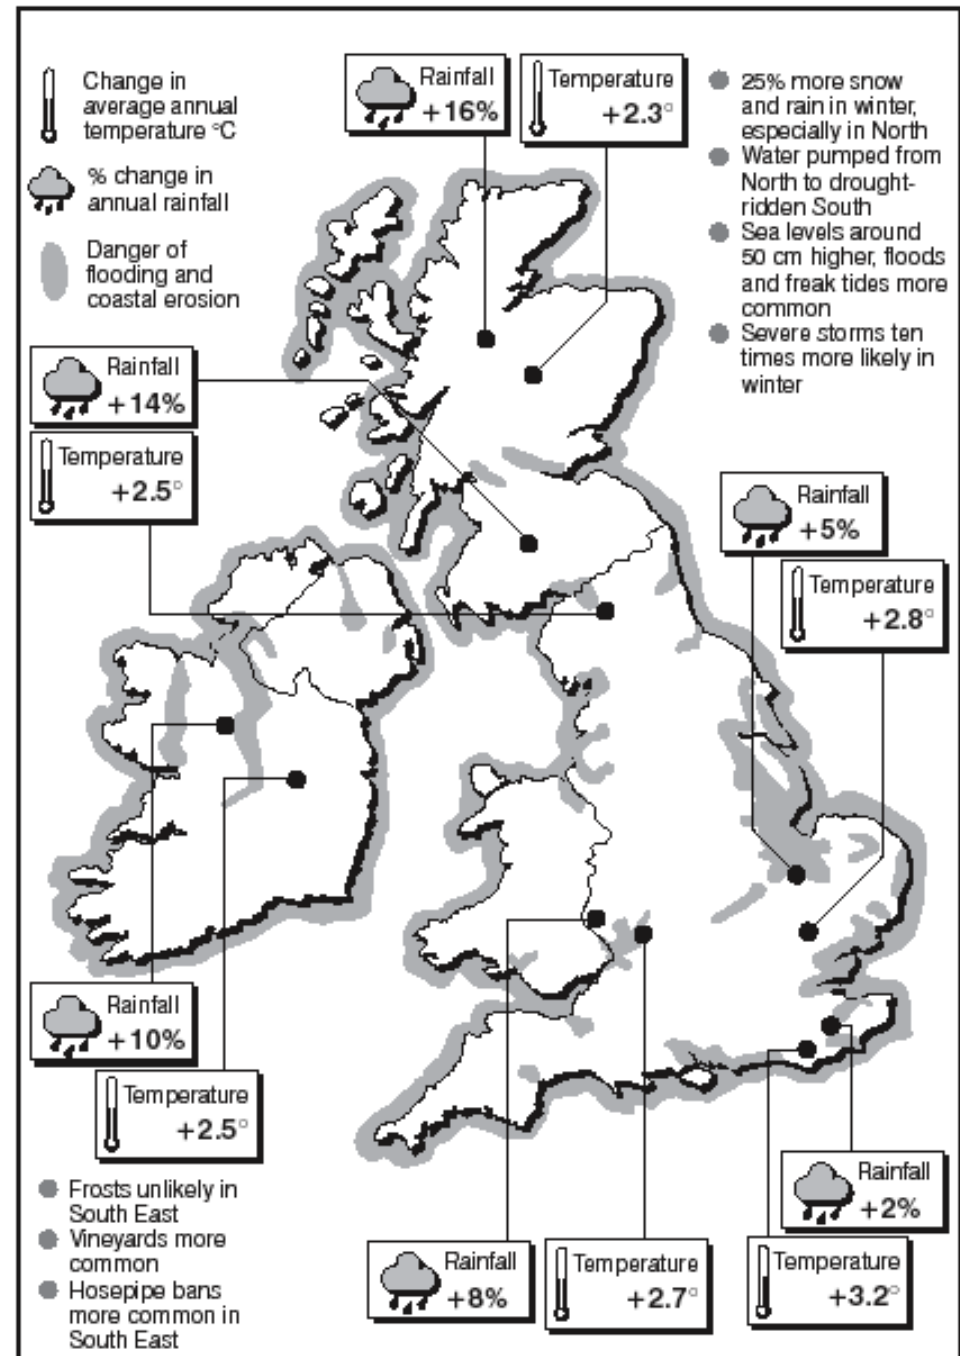 Change in
average annual
temperature °C
% change in
annual rainfall
Danger of
flooding and
coastal erosion
Rainfall
+16%
Temperature
+2.3°
25% more snow
and rain in winter,
especially in North
Water pumped from
North to drought-
ridden South
Sea levels around
50 cm higher, floods
and freak tides more
common
Severe storms ten
times more likely in
winter
Rainfall
+14%
Temperature
+2.5°
Rainfall
+5%
Temperature
+2.8°
Rainfall
+10%
Temperature
+2.5°
Frosts unlikely in
South East
Vineyards more
common
Hosepipe bans
more common in
South East
Rainfall
+8%
Temperature
+2.7°
Rainfall
+2%
Temperature
+3.2°